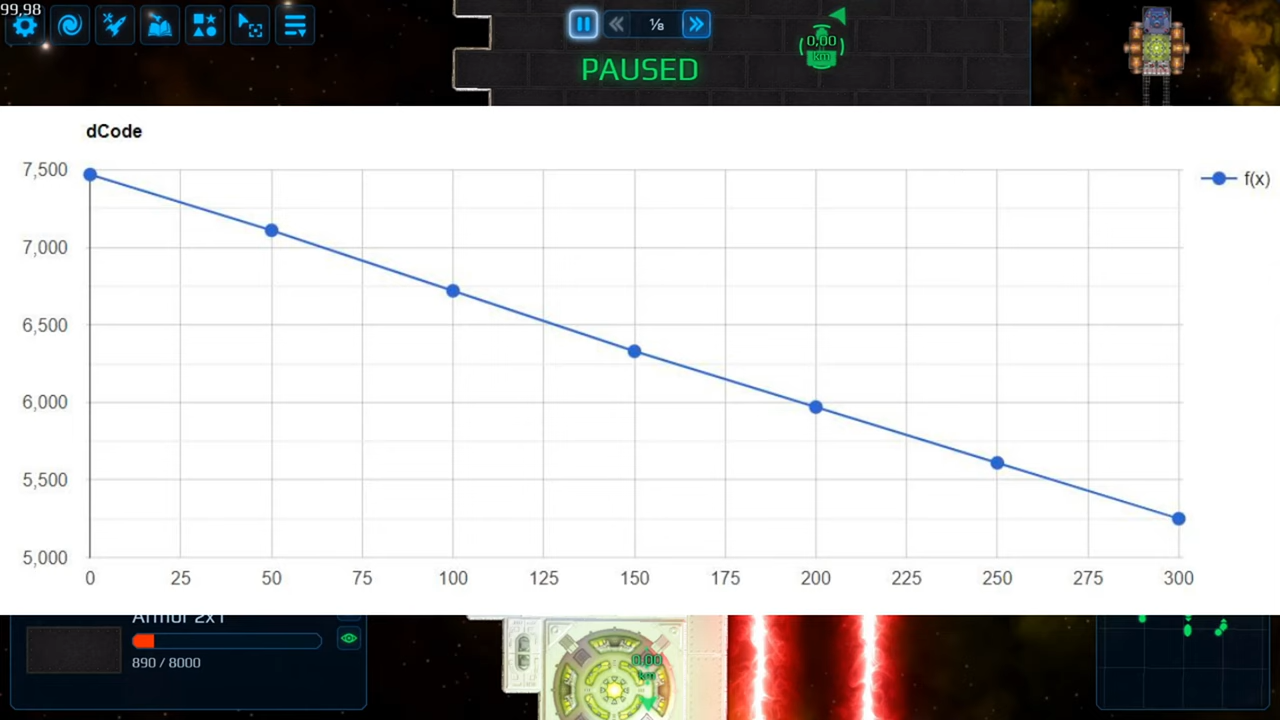 99,98
1/8
PAUSED
0,00
km
dCode
7,500
7,000
6,500
6,000
5,500
5,000
0 25 50 75 100 125 150 175 200 225 250 275 300
f(x)
Armor 2x1
890 / 8000
0,00
km